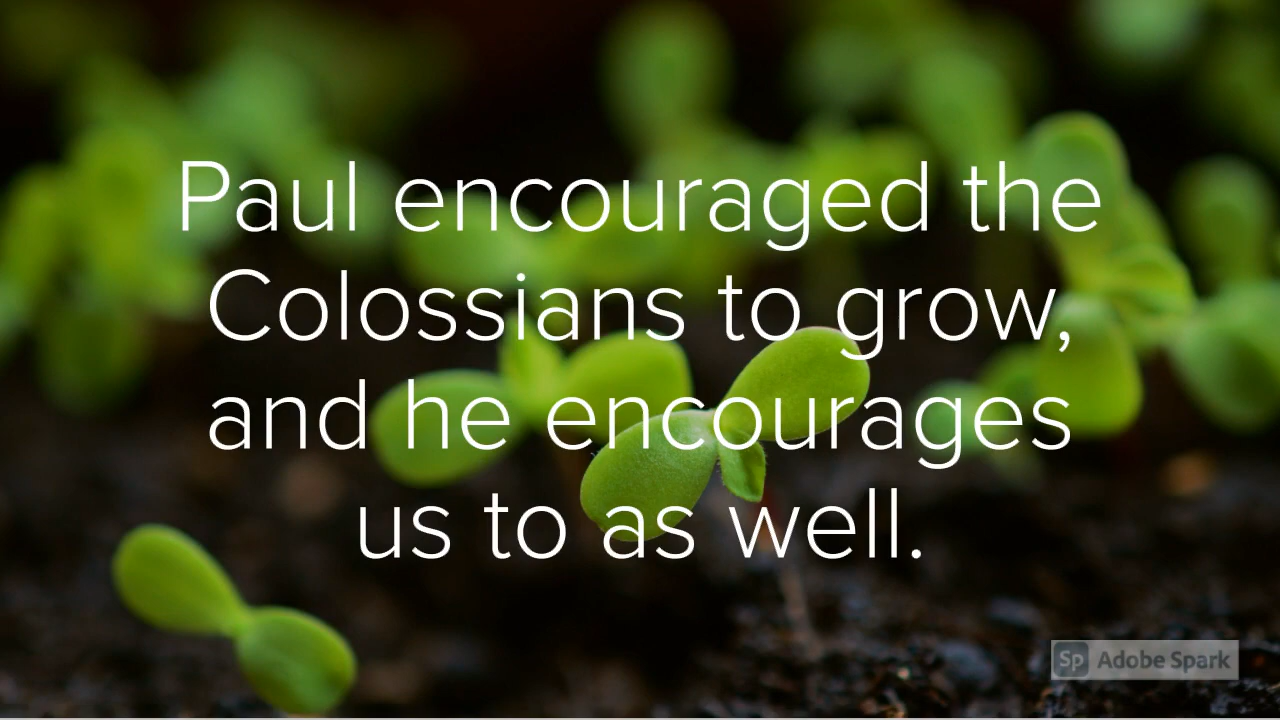 Paul encouraged the
Colossians to grow,
and he encourages
us to as well.
Sp Adobe Spark